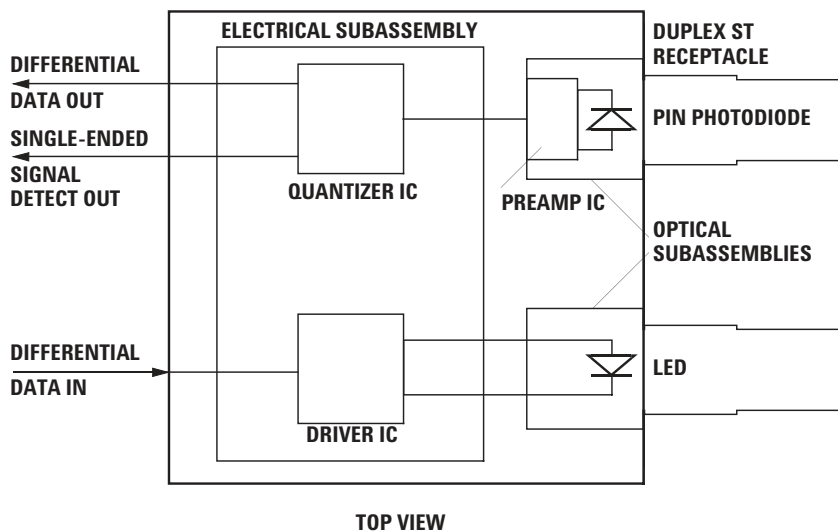 ELECTRICAL SUBASSEMBLY
DUPLEX ST
RECEPTACLE
DIFFERENTIAL
DATA OUT
SINGLE-ENDED
SIGNAL
DETECT OUT
QUANTIZER IC
PREAMP IC
PIN PHOTODIODE
OPTICAL
SUBASSEMBLIES
DIFFERENTIAL
DATA IN
DRIVER IC
LED
TOP VIEW